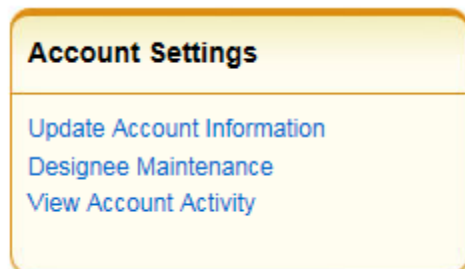 Account Settings
Update Account Information
Designee Maintenance
View Account Activity